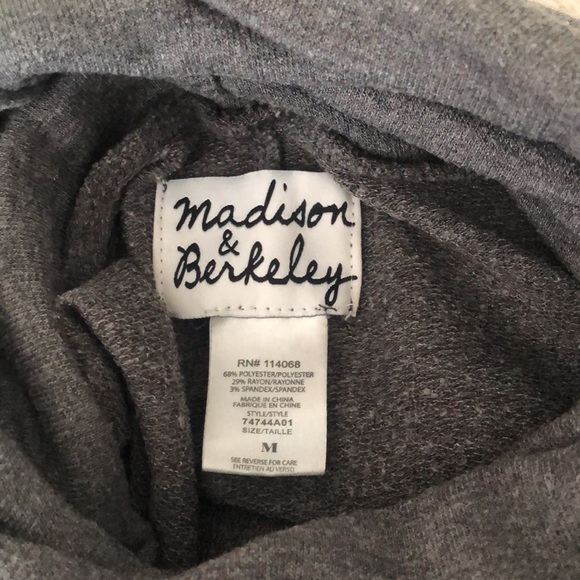 madison
&
Berkeley
RN# 114068
68% POLYESTER/POLYESTER
29% RAYON/RAYONNE
3% SPANDEX/SPANDEX
MADE IN CHINA
FABRIQUE EN CHINE
STYLE/STYLE
74744A01
SIZE/TAILLE
M
SEE REVERSE FOR CARE
ENTRETIEN AU VERSO